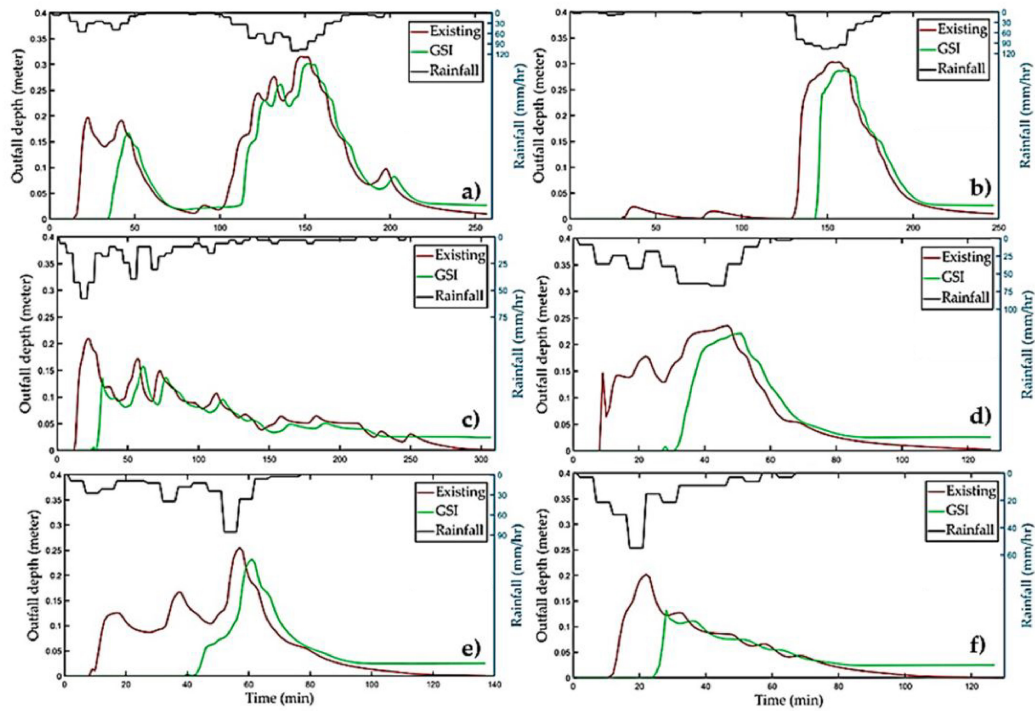 0.4
0.35
0.3
0.25
0.2
0.15
0.1
0.05
0
Outfall depth (meter)
Existing
GSI
Rainfall
0
30
60
90
120
Rainfall (mm/hr)
a)
0 50 100 150 200 250
0.4
0.35
0.3
0.25
0.2
0.15
0.1
0.05
0
Outfall depth (meter)
Existing
GSI
Rainfall
0
30
60
90
120
Rainfall (mm/hr)
b)
0 50 100 150 200 250
0.4
0.35
0.3
0.25
0.2
0.15
0.1
0.05
0
Outfall depth (meter)
Existing
GSI
Rainfall
0
25
50
75
Rainfall (mm/hr)
c)
0 50 100 150 200 250 300
0.4
0.35
0.3
0.25
0.2
0.15
0.1
0.05
0
Outfall depth (meter)
Existing
GSI
Rainfall
0
25
50
75
100
Rainfall (mm/hr)
d)
0 20 40 60 80 100 120
0.4
0.35
0.3
0.25
0.2
0.15
0.1
0.05
0
Outfall depth (meter)
Existing
GSI
Rainfall
0
30
60
90
Rainfall (mm/hr)
e)
0 20 40 60 80 100 120 140
Time (min)
0.4
0.35
0.3
0.25
0.2
0.15
0.1
0.05
0
Outfall depth (meter)
Existing
GSI
Rainfall
0
20
40
60
Rainfall (mm/hr)
f)
0 20 40 60 80 100 120
Time (min)